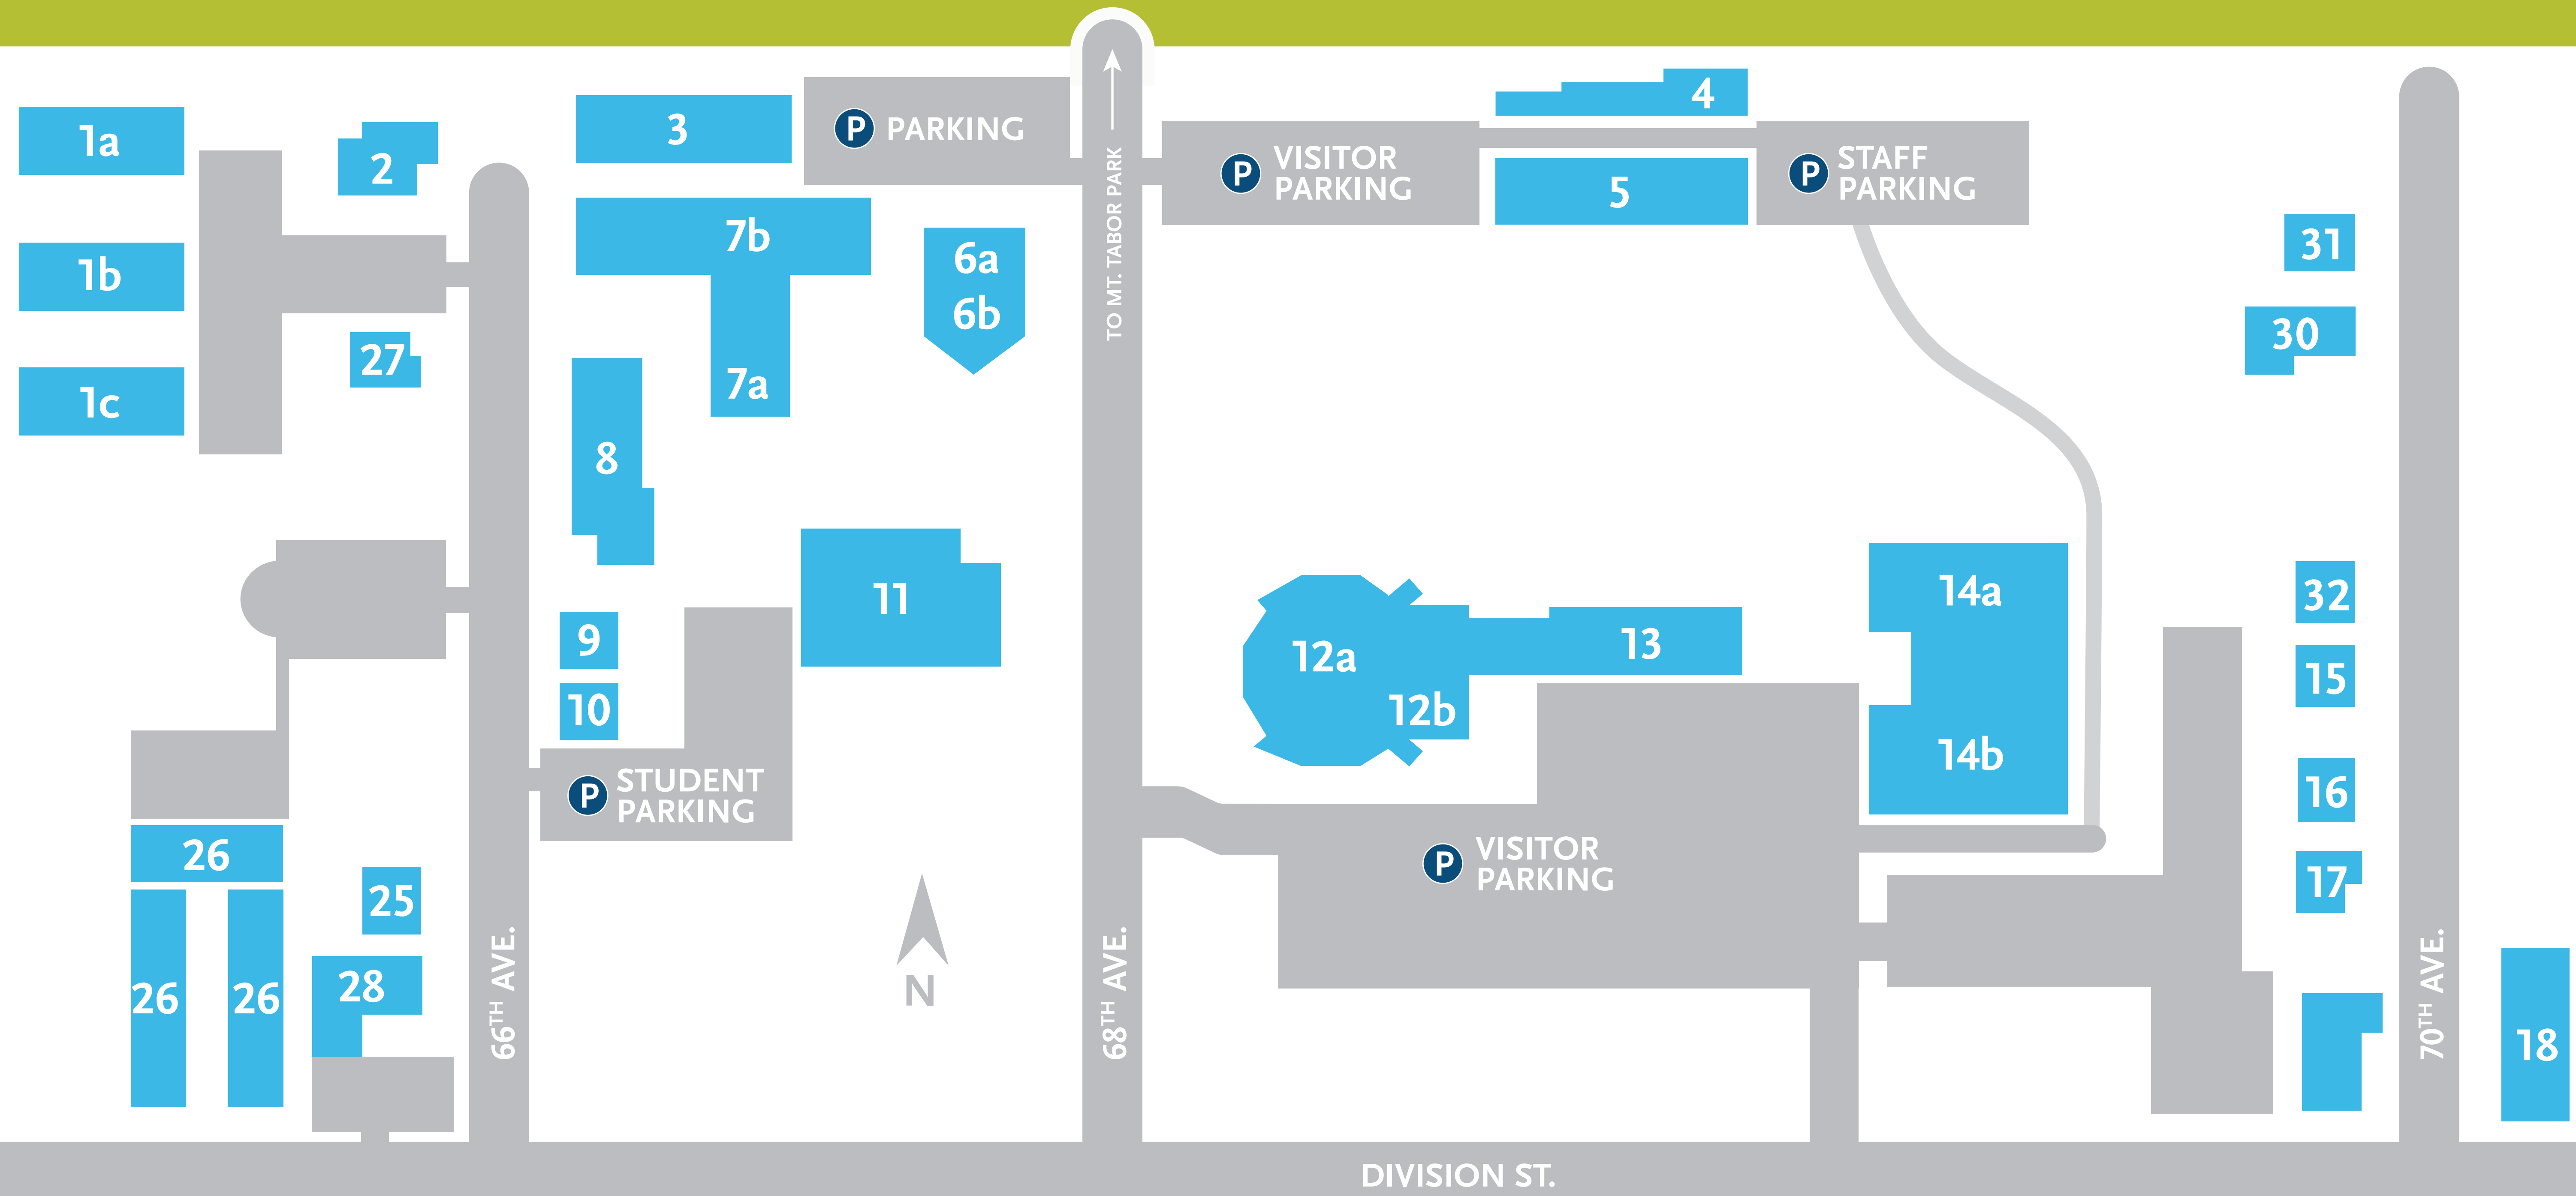 1a
1b
1c
2
27
3
P PARKING
7b
7a
6a
6b
8
9
10
11
P STUDENT
PARKING
26
26
26
25
28
66TH AVE.
N
TO MT. TABOR PARK
68TH AVE.
P VISITOR
PARKING
4
5
P STAFF
PARKING
12a
12b
13
14a
14b
P VISITOR
PARKING
31
30
32
15
16
17
70TH AVE.
18
DIVISION ST.